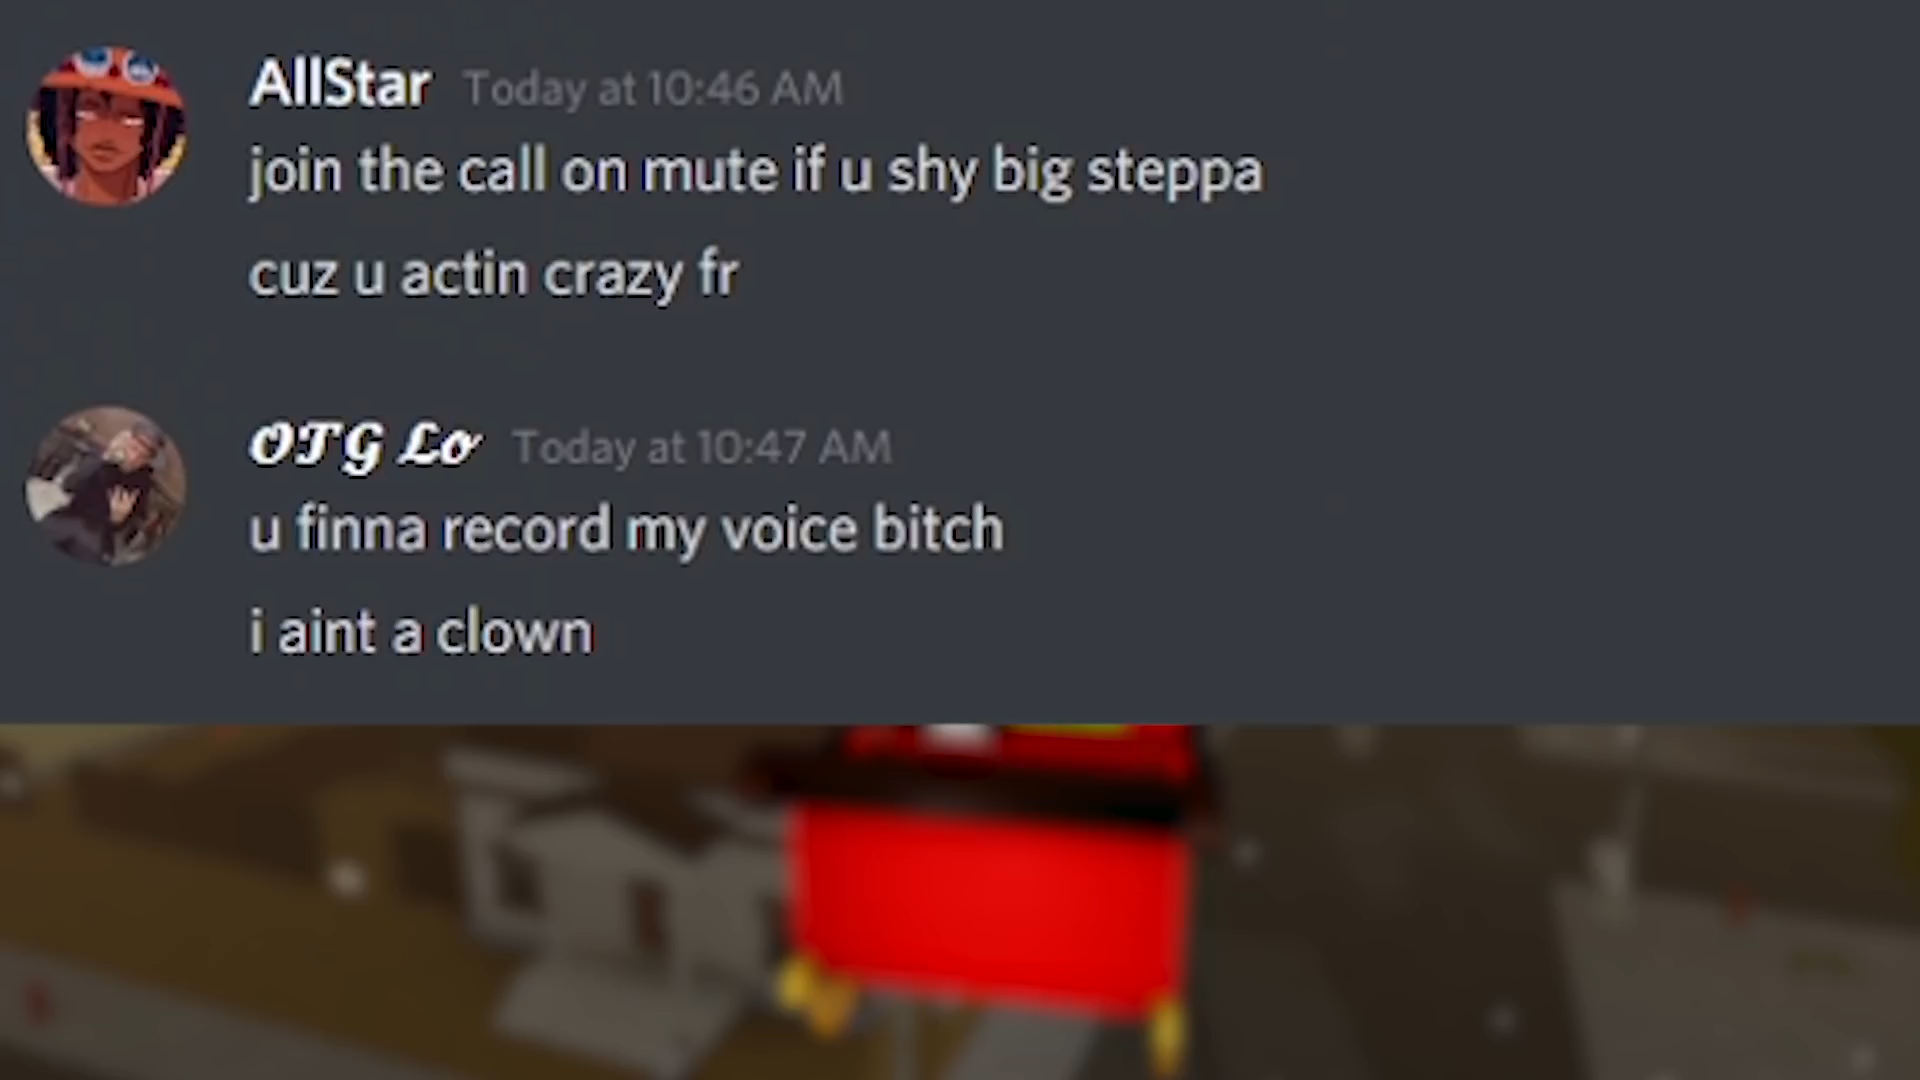 AllStar Today at 10:46 AM
join the call on mute if u shy big steppa
cuz u actin crazy fr
𝓞𝓣𝓖 𝓛𝓸 Today at 10:47 AM
u finna record my voice bitch
i aint a clown